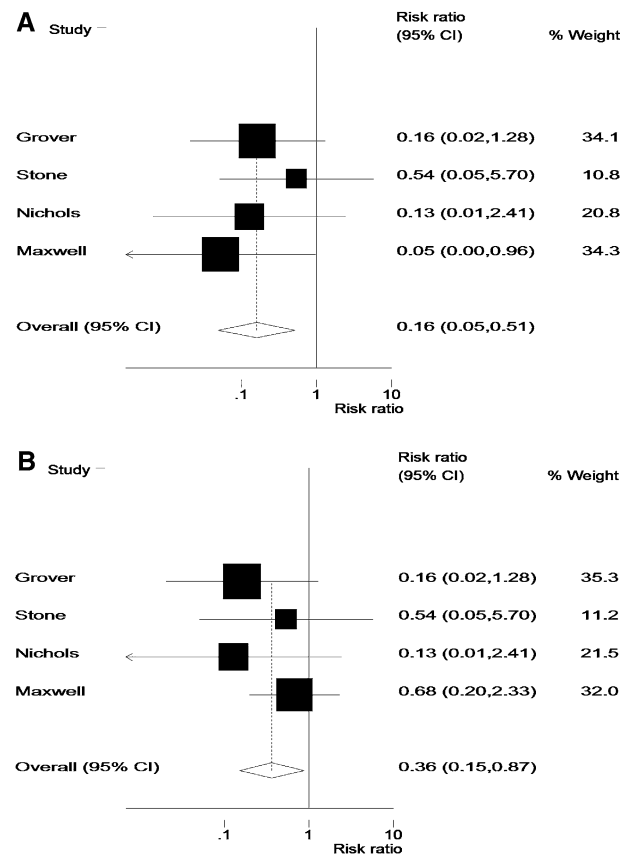 A
Study
Risk ratio
(95% CI)
% Weight
Grover 0.16 (0.02,1.28) 34.1
Stone 0.54 (0.05,5.70) 10.8
Nichols 0.13 (0.01,2.41) 20.8
Maxwell 0.05 (0.00,0.96) 34.3
Overall (95% CI) 0.16 (0.05,0.51)
.1 1 10
Risk ratio
B
Study
Risk ratio
(95% CI)
% Weight
Grover 0.16 (0.02,1.28) 35.3
Stone 0.54 (0.05,5.70) 11.2
Nichols 0.13 (0.01,2.41) 21.5
Maxwell 0.68 (0.20,2.33) 32.0
Overall (95% CI) 0.36 (0.15,0.87)
.1 1 10
Risk ratio